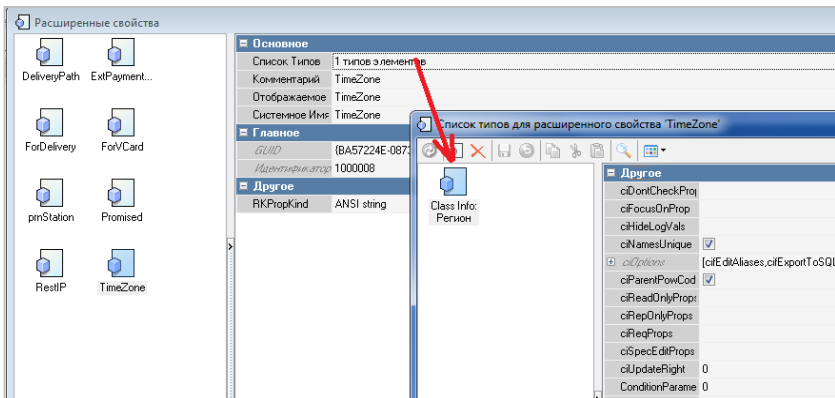 Расширенные свойства
DeliveryPath ExtPayment...
ForDelivery ForVCard
prnStation Promised
RestIP TimeZone
Основное
Список Типов 1 типов элементов
Комментарий TimeZone
Отображаемое TimeZone
Системное Имя TimeZone
Главное
GUID {BA57224E-087
Идентификатор 1000008
Другое
RKPropKind ANSI string
Список типов для расширенного свойства 'TimeZone'
Class Info:
Регион
Другое
ciDontCheckProp
ciFocusOnProp
ciHideLogVals
ciNamesUnique
ciOptions [cifEditAliases,cifExportToSQL
ciParentPowCod
ciReadOnlyProps
ciRepOnlyProps
ciReqProps
ciSpecEditProps
ciUpdateRight 0
ConditionParame 0